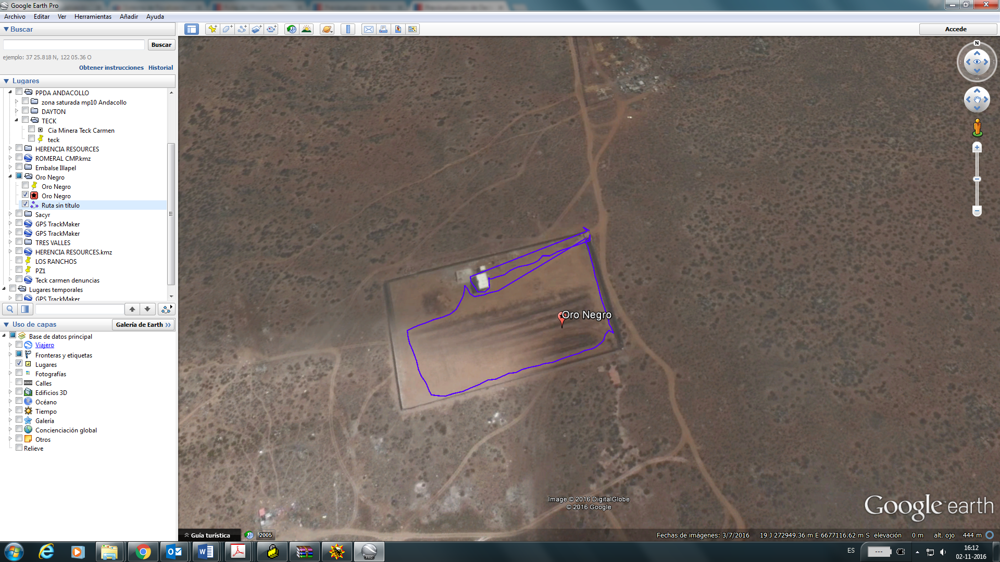 Google Earth Pro
Archivo Editar Ver Herramientas Añadir Ayuda
Buscar
Buscar
ejemplo: 37 25.818 N, 122 05.36 O
Obtener instrucciones Historial
Lugares
PPDA ANDACOLLO
zona saturada mp10 Andacollo
DAYTON
TECK
Cia Minera Teck Carmen
teck
HERENCIA RESOURCES
ROMERAL CMP.kmz
Embalse Illapel
Oro Negro
Oro Negro
Oro Negro
Ruta sin título
Sacyr
GPS TrackMaker
GPS TrackMaker
TRES VALLES
HERENCIA RESOURCES.kmz
LOS RANCHOS
PZ1
Teck carmen denuncias
Lugares temporales
GPS TrackMaker
Uso de capas
Galería de Earth >>
Base de datos principal
Viajero
Fronteras y etiquetas
Lugares
Fotografías
Calles
Edificios 3D
Océano
Tiempo
Galería
Concienciación global
Otros
Relieve
Accede
N
Oro Negro
Image © 2016 DigitalGlobe
© 2016 Google
Google earth
Guía turística
2005
Fechas de imágenes: 3/7/2016 19 J 272949.36 m E 6677116.62 m S elevación 0 m alt. ojo 444 m
PRO
ES
16:12
02-11-2016